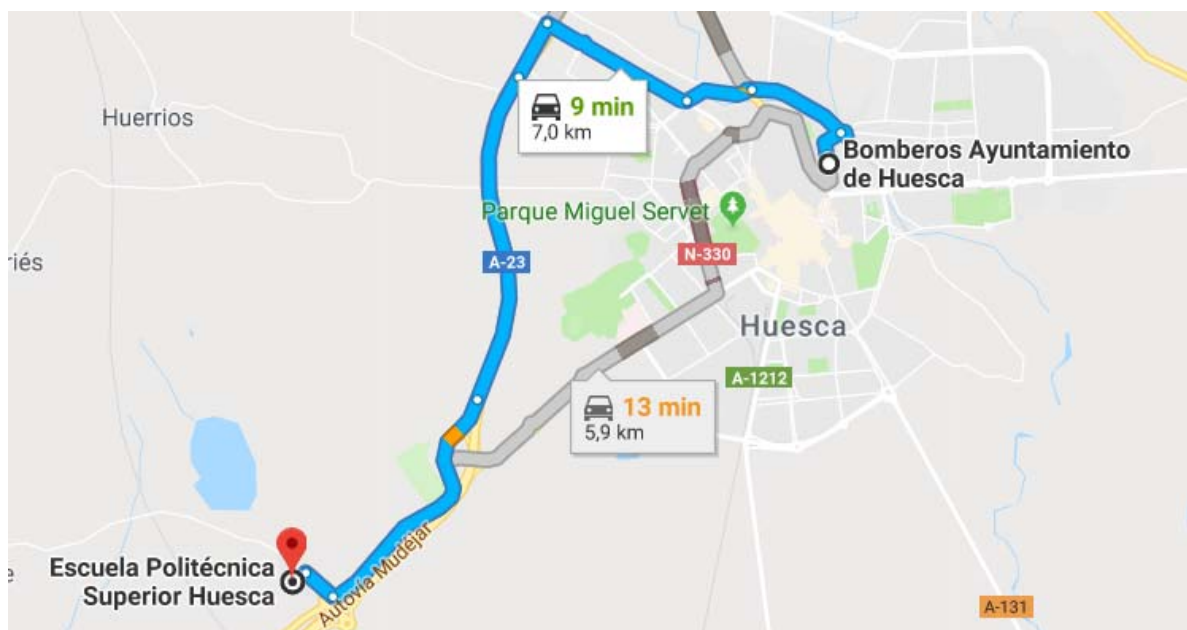 Huerrios
9 min
7,0 km
Bomberos Ayuntamiento
de Huesca
Parque Miguel Servet
riés
A-23
N-330
Huesca
A-1212
13 min
5,9 km
Escuela Politécnica
Superior Huesca
Autovía Mudéjar
A-131
e